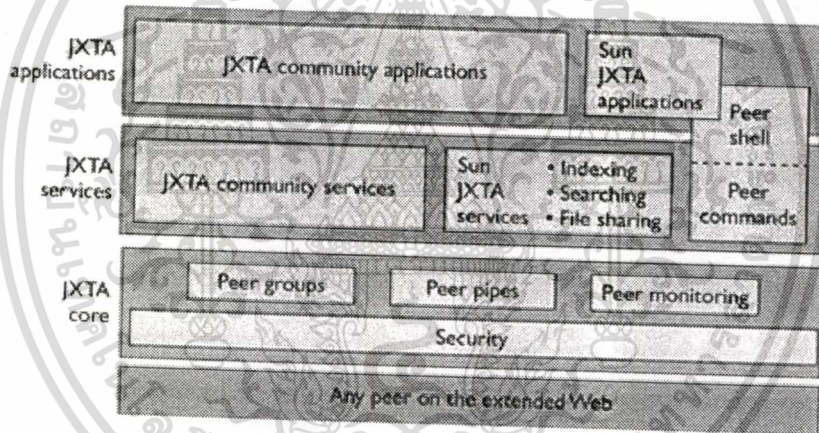 JXTA
applications
JXTA community applications
Sun
JXTA
applications
Peer
shell
JXTA
services
JXTA community services
Sun
JXTA
services
• Indexing
• Searching
• File sharing
Peer
commands
JXTA
core
Peer groups
Peer pipes
Peer monitoring
Security
Any peer on the extended Web